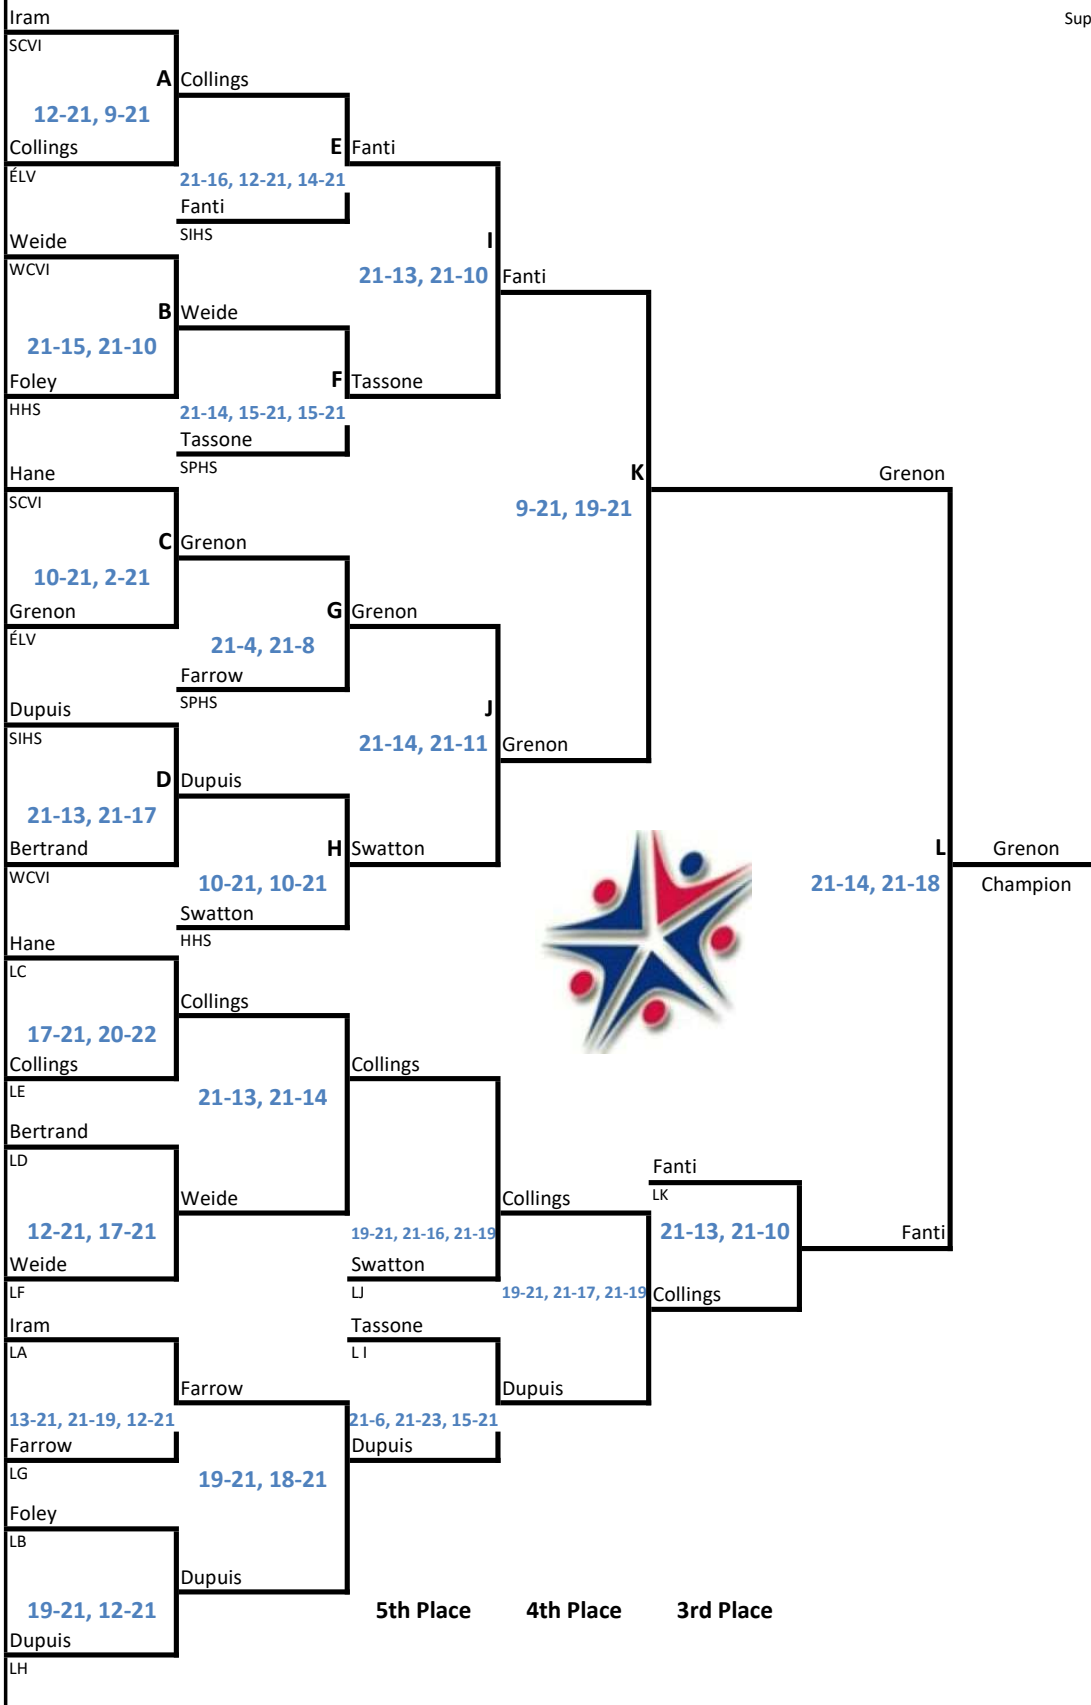 Iram
Sup
SCVI
A Collings
12-21, 9-21
Collings
E Fanti
ÉLV
21-16, 12-21, 14-21
Fanti
SIHS
Weide
I
WCVI
21-13, 21-10 Fanti
B Weide
21-15, 21-10
Foley
F Tassone
HHS
21-14, 15-21, 15-21
Tassone
SPHS
Hane
K Grenon
SCVI
9-21, 19-21
C Grenon
10-21, 2-21
Grenon
G Grenon
ÉLV
21-4, 21-8
Farrow
SPHS
Dupuis
J
SIHS
21-14, 21-11 Grenon
D Dupuis
21-13, 21-17
Bertrand
H Swatton
L Grenon
WCVI
10-21, 10-21
21-14, 21-18 Champion
Swatton
HHS
Hane
LC
Collings
17-21, 20-22
Collings
Collings
LE
21-13, 21-14
Bertrand
LD
Fanti
LK
Weide
Collings
12-21, 17-21
19-21, 21-16, 21-19
21-13, 21-10
Fanti
Weide
Swatton
LF
LJ
19-21, 21-17, 21-19 Collings
Iram
Tassone
LA
L I
Farrow
Dupuis
13-21, 21-19, 12-21
21-6, 21-23, 15-21
Farrow
Dupuis
LG
19-21, 18-21
Foley
LB
Dupuis
19-21, 12-21
5th Place 4th Place 3rd Place
Dupuis
LH